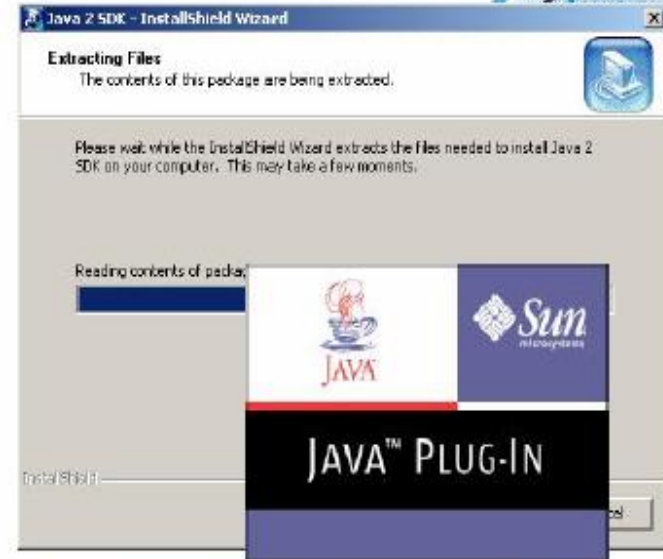 Java 2 SDK - InstallShield Wizard
Extracting Files
The contents of this package are being extracted.
Please wait while the InstallShield Wizard extracts the files needed to install Java 2
SDK on your computer. This may take a few moments.
Reading contents of packag
JAVA
Sun
microsystems
JAVA™ PLUG-IN
InstallShield